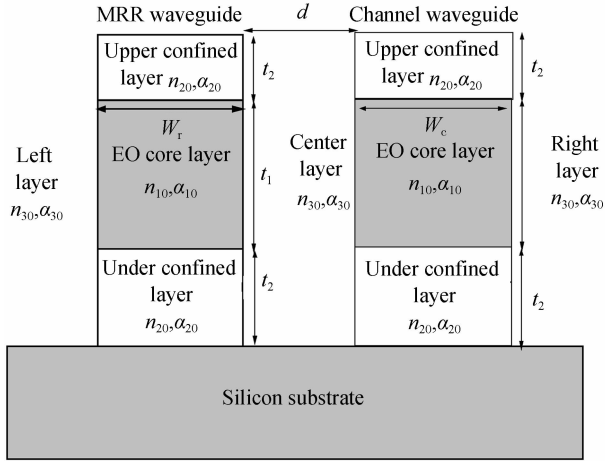 MRR waveguide
d
Channel waveguide
Upper confined
layer n20,α20
t2
Upper confined
layer n20,α20
t2
Wr
EO core layer
n10,α10
t1
Wc
EO core layer
n10,α10
t1
Left
layer
n30,α30
Center
layer
n30,α30
Right
layer
n30,α30
Under confined
layer
n20,α20
t2
Under confined
layer
n20,α20
t2
Silicon substrate